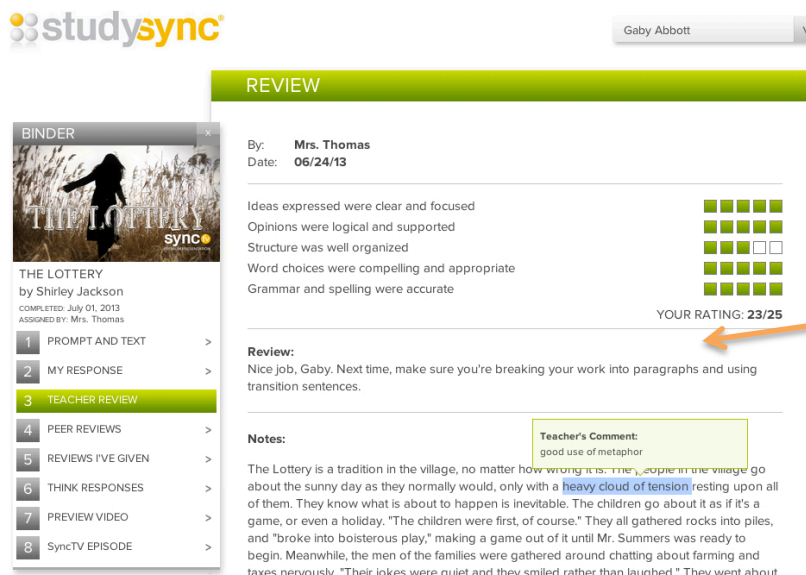 studysync®
Gaby Abbott
REVIEW
BINDER ×
THE LOTTERY
sync tv
THE LOTTERY
by Shirley Jackson
COMPLETED: July 01, 2013
ASSIGNED BY: Mrs. Thomas
1 PROMPT AND TEXT >
2 MY RESPONSE >
3 TEACHER REVIEW
4 PEER REVIEWS >
5 REVIEWS I'VE GIVEN >
6 THINK RESPONSES >
7 PREVIEW VIDEO >
8 SyncTV EPISODE >
By: Mrs. Thomas
Date: 06/24/13
Ideas expressed were clear and focused
Opinions were logical and supported
Structure was well organized
Word choices were compelling and appropriate
Grammar and spelling were accurate
YOUR RATING: 23/25
Review:
Nice job, Gaby. Next time, make sure you're breaking your work into paragraphs and using
transition sentences.
Teacher's Comment:
good use of metaphor
Notes:
The Lottery is a tradition in the village, no matter how wrong it is. The people in the village go
about the sunny day as they normally would, only with a heavy cloud of tension resting upon all
of them. They know what is about to happen is inevitable. The children go about it as if it's a
game, or even a holiday. "The children were first, of course." They all gathered rocks into piles,
and "broke into boisterous play," making a game out of it until Mr. Summers was ready to
begin. Meanwhile, the men of the families were gathered around chatting about farming and
taxes nervously. "Their jokes were quiet and they smiled rather than laughed." They went about